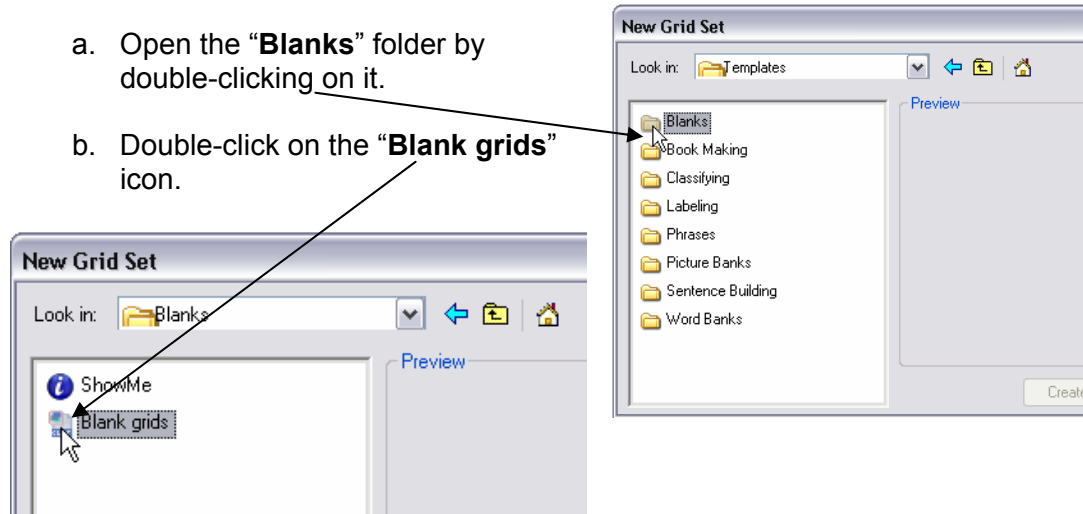 a. Open the “Blanks” folder by
double-clicking on it.
b. Double-click on the “Blank grids”
icon.
New Grid Set
Look in: Templates
Preview
Blanks
Book Making
Classifying
Labeling
Phrases
Picture Banks
Sentence Building
Word Banks
Create
New Grid Set
Look in: Blanks
Preview
ShowMe
Blank grids